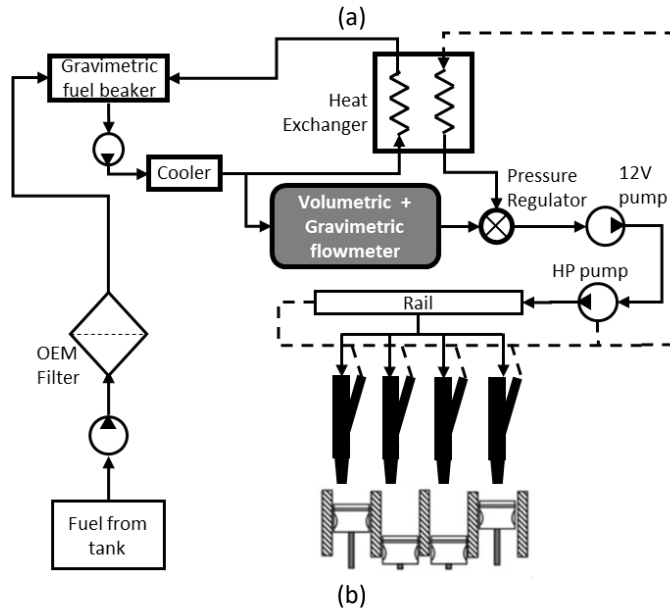 (a)
Gravimetric
fuel beaker
Heat
Exchanger
Cooler
Pressure
Regulator
12V
pump
Volumetric +
Gravimetric
flowmeter
HP pump
Rail
OEM
Filter
Fuel from
tank
(b)